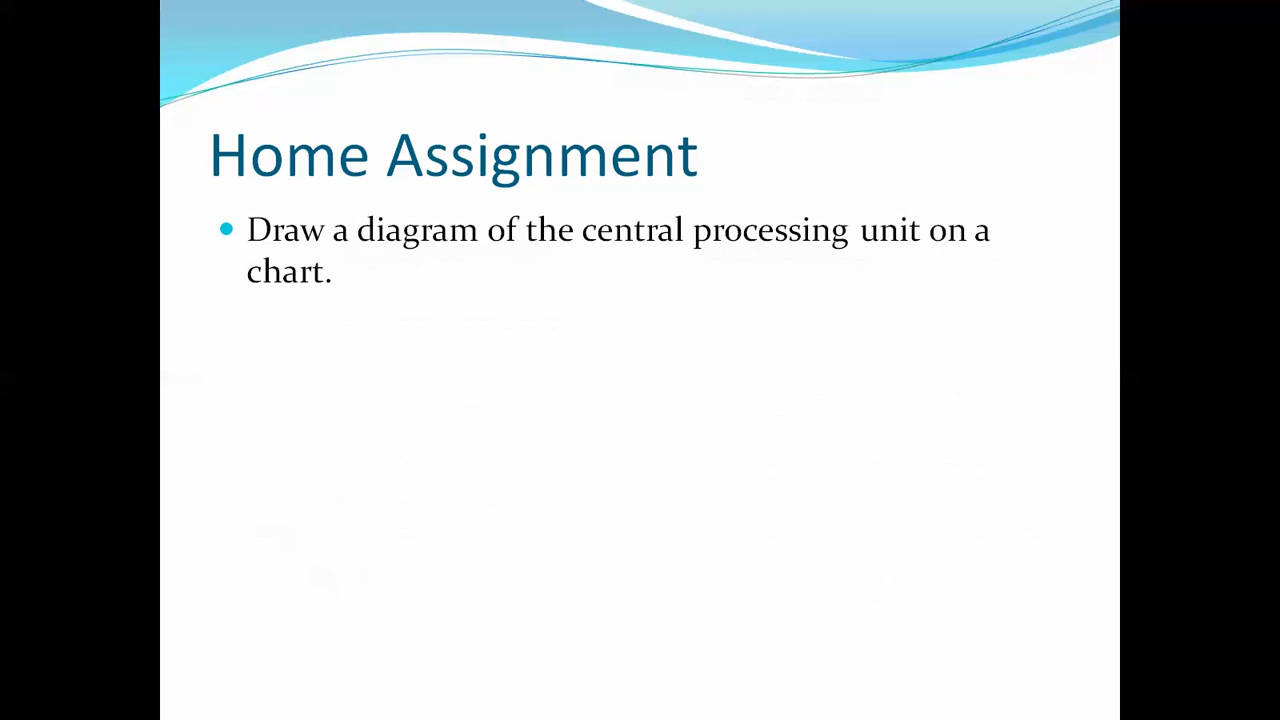 Home Assignment
• Draw a diagram of the central processing unit on a
chart.